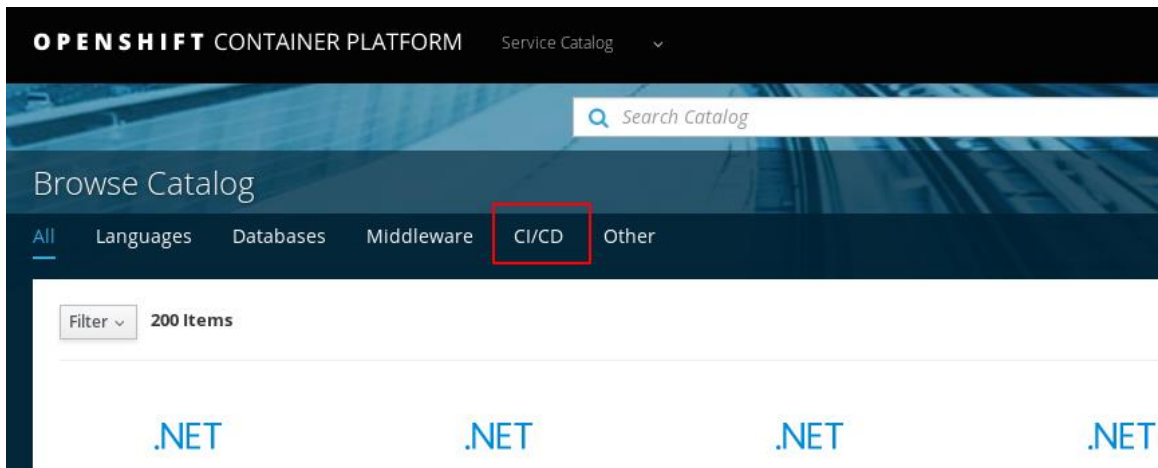 OPENSHIFT CONTAINER PLATFORM Service Catalog
Search Catalog
Browse Catalog
All Languages Databases Middleware CI/CD Other
Filter 200 Items
.NET .NET .NET .NET